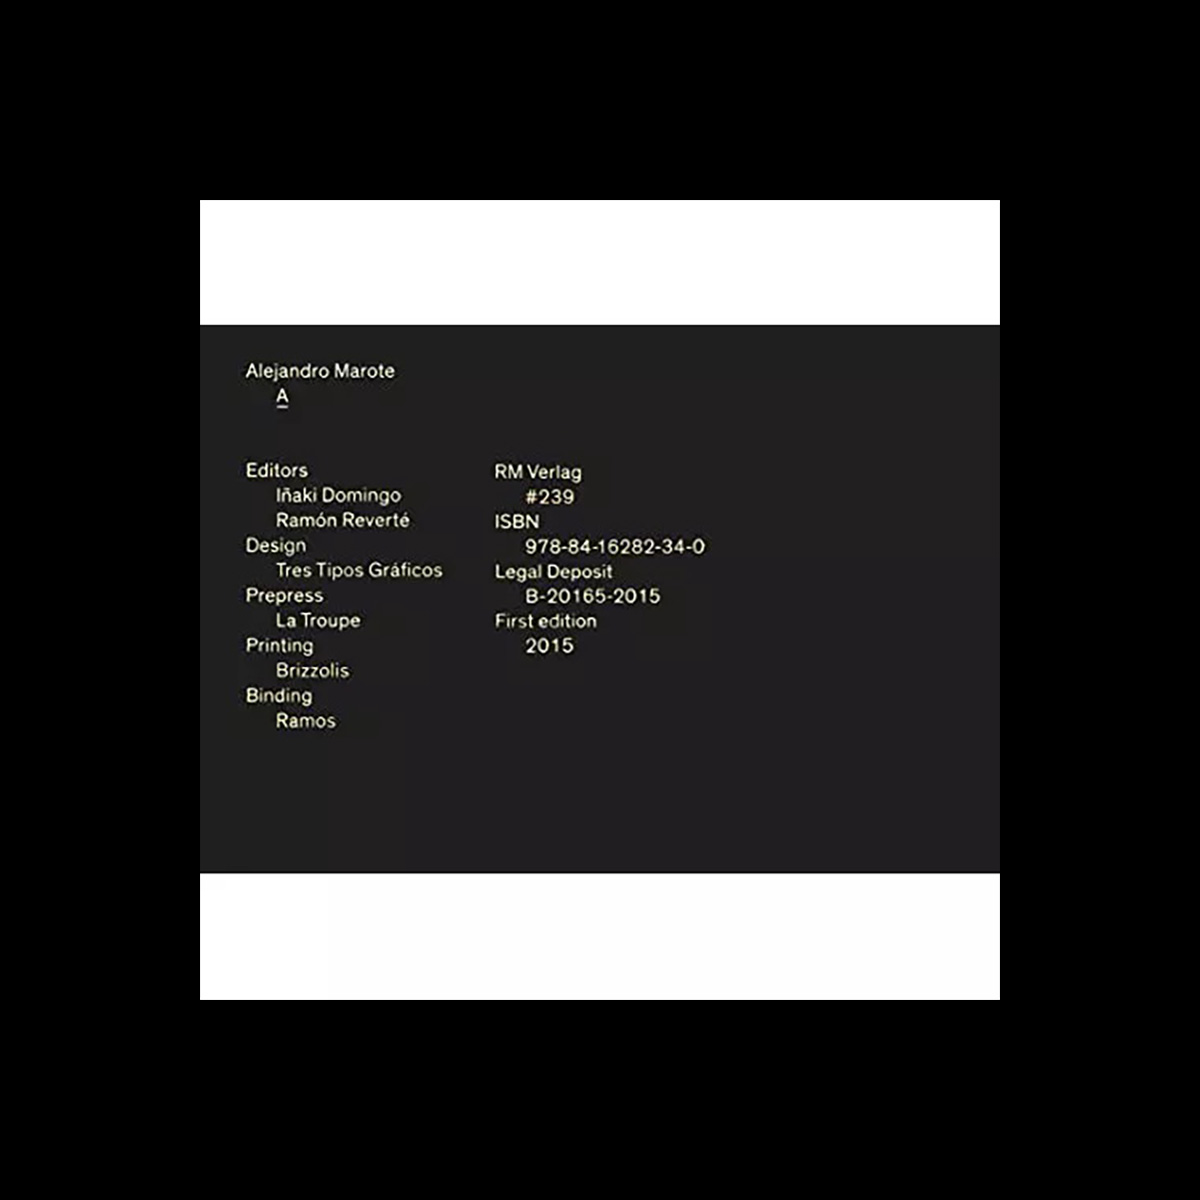 Alejandro Marote
A
Editors
Iñaki Domingo
Ramón Reverté
Design
Tres Tipos Gráficos
Prepress
La Troupe
Printing
Brizzolis
Binding
Ramos
RM Verlag
#239
ISBN
978-84-16282-34-0
Legal Deposit
B-20165-2015
First edition
2015